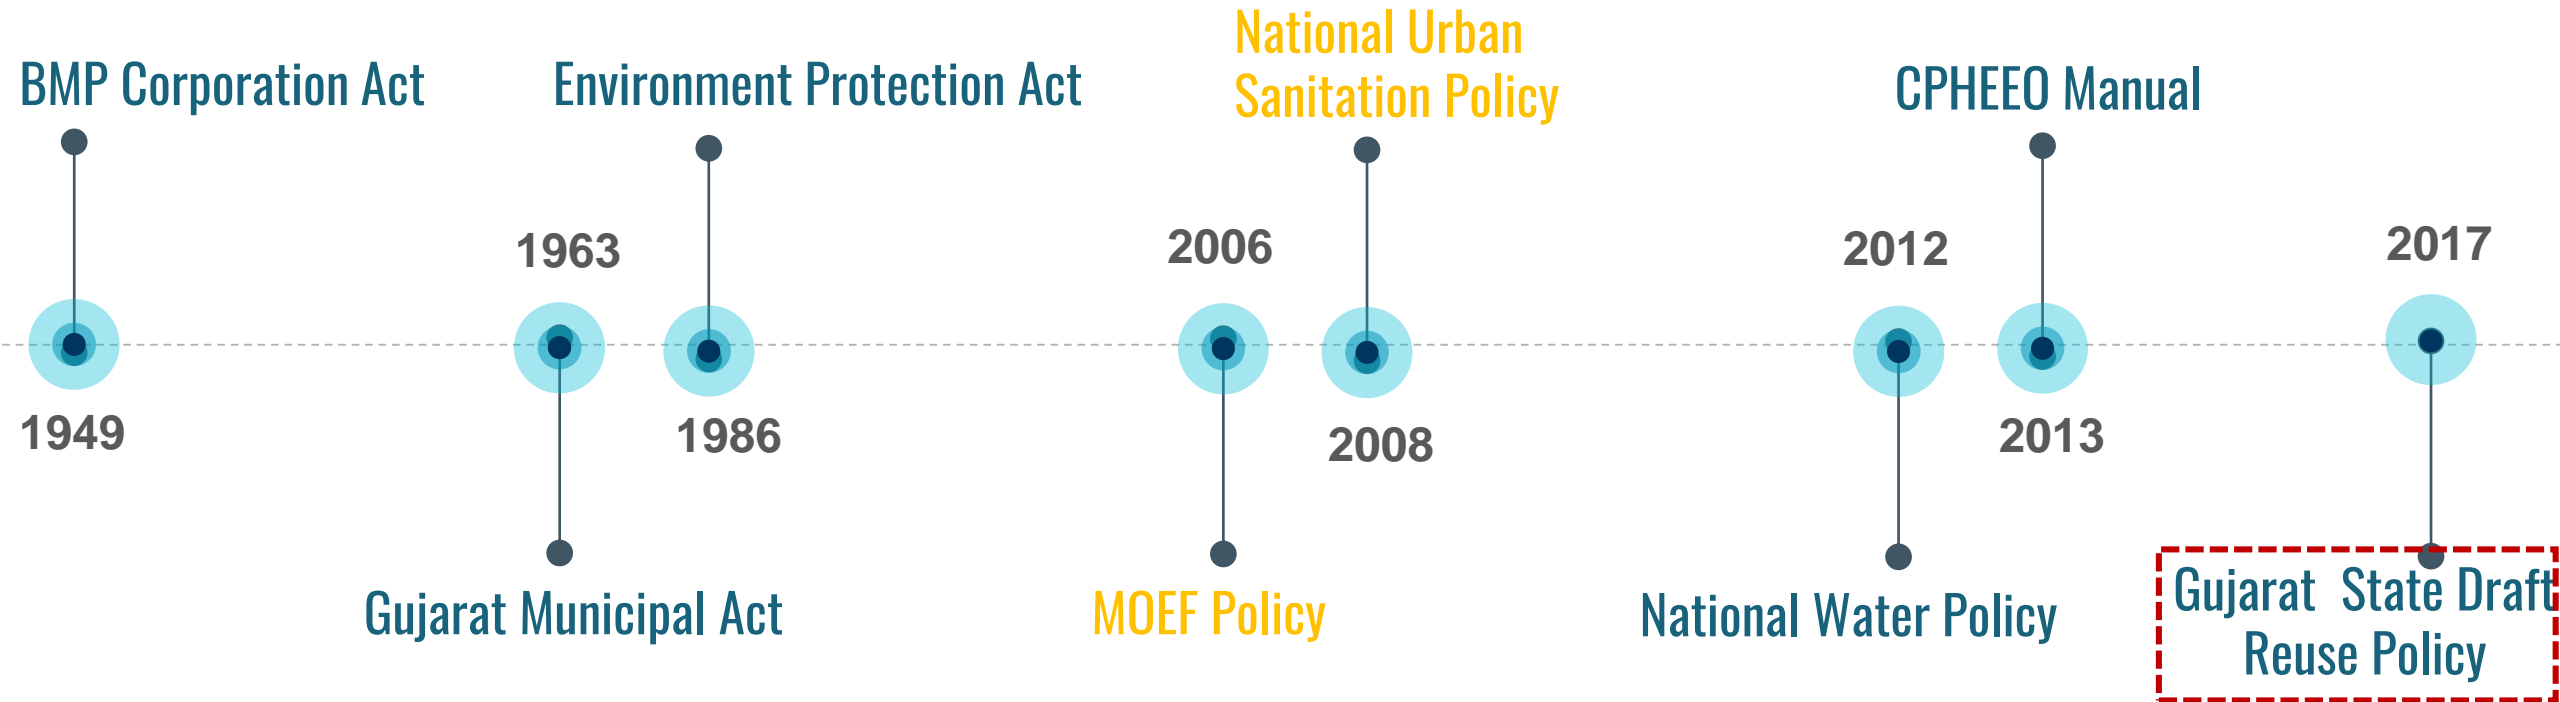 National Urban
Sanitation Policy
BMP Corporation Act
Environment Protection Act
CPHEEO Manual
1963
2006
2012
2017
1949
1986
2008
2013
Gujarat Municipal Act
MOEF Policy
National Water Policy
Gujarat State Draft
Reuse Policy